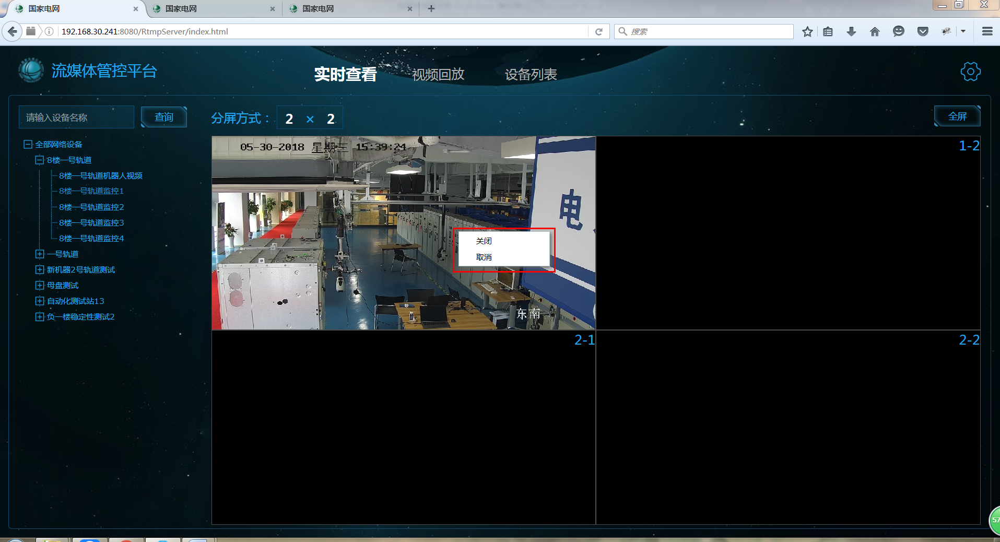 国家电网
国家电网
国家电网
192.168.30.241:8080/RtmpServer/index.html
搜索
流媒体管控平台
实时查看
视频回放
设备列表
请输入设备名称
查询
分屏方式：
2 × 2
全屏
全部网络设备
8楼一号轨道
8楼一号轨道机器人视频
8楼一号轨道监控1
8楼一号轨道监控2
8楼一号轨道监控3
8楼一号轨道监控4
一号轨道
新机器2号轨道测试
母盘测试
自动化测试站13
负一楼稳定性测试2
05-30-2018 星期三 15:39:24
电
关闭
取消
东南
1-2
2-1
2-2
57